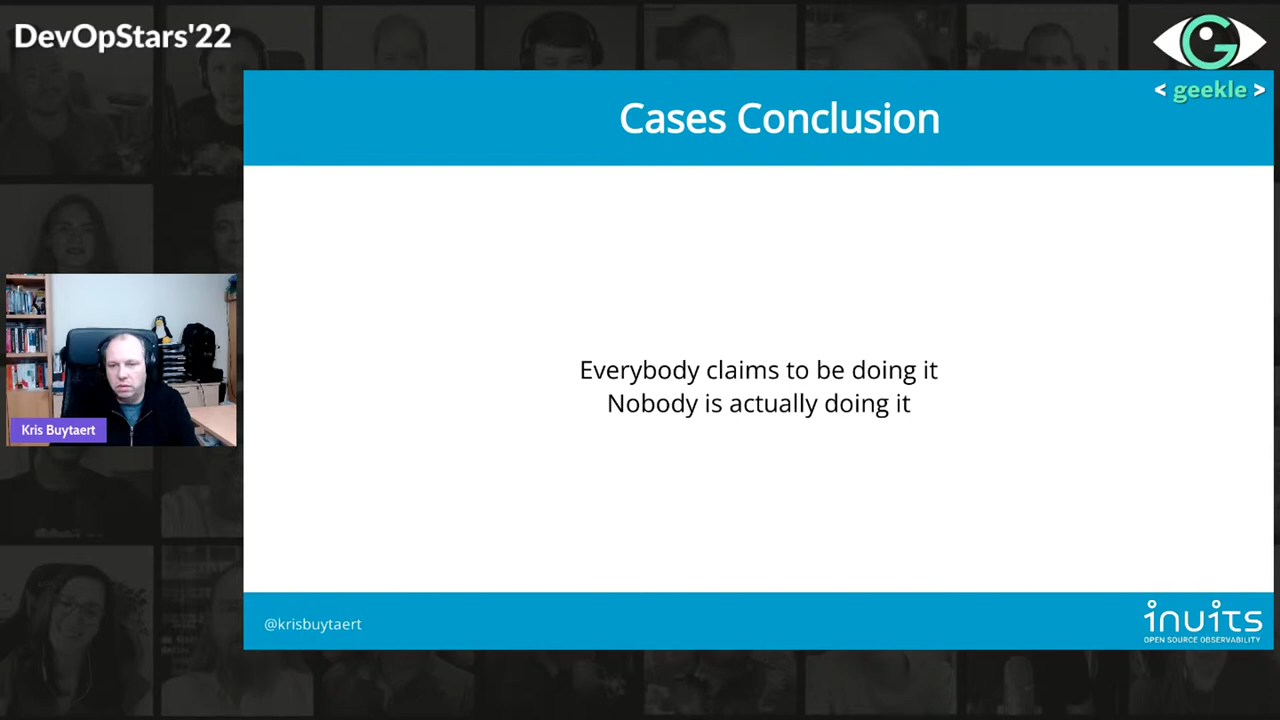 DevOpStars'22
< geekle >
Cases Conclusion
Everybody claims to be doing it
Nobody is actually doing it
Kris Buytaert
@krisbuytaert
inuits
OPEN SOURCE OBSERVABILITY